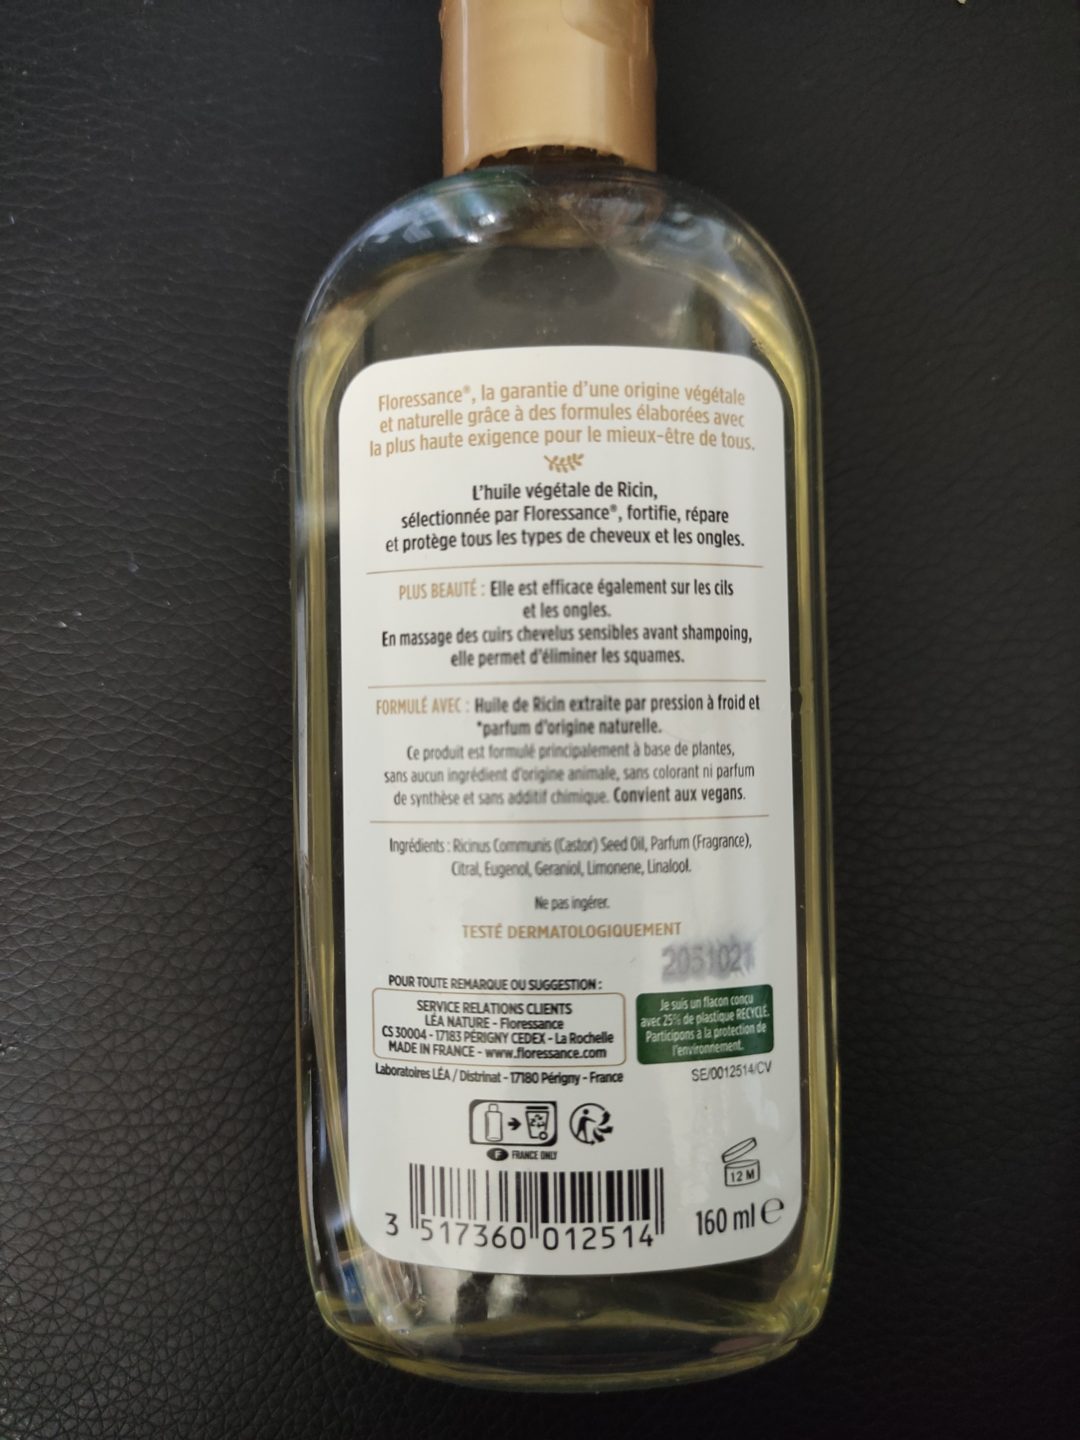 Floressance®, la garantie d'une origine végétale
et naturelle grâce à des formules élaborées avec
la plus haute exigence pour le mieux-être de tous.
L'huile végétale de Ricin,
sélectionnée par Floressance®, fortifie, répare
et protège tous les types de cheveux et les ongles.
PLUS BEAUTÉ : Elle est efficace également sur les cils
et les ongles.
En massage des cuirs chevelus sensibles avant shampoing,
elle permet d'éliminer les squames.
FORMULÉ AVEC : Huile de Ricin extraite par pression à froid et
*parfum d'origine naturelle.
Ce produit est formulé principalement à base de plantes,
sans aucun ingrédient d'origine animale, sans colorant ni parfum
de synthèse et sans additif chimique. Convient aux vegans.
Ingrédients : Ricinus Communis (Castor) Seed Oil, Parfum (Fragrance),
Citral, Eugenol, Geraniol, Limonene, Linalool.
Ne pas ingérer.
TESTÉ DERMATOLOGIQUEMENT
POUR TOUTE REMARQUE OU SUGGESTION :
SERVICE RELATIONS CLIENTS
LÉA NATURE - Floressance
CS 30004 - 17183 PÉRIGNY CEDEX - La Rochelle
MADE IN FRANCE - www.floressance.com
Laboratoires LÉA / Distrinat - 17180 Périgny - France
Je suis un flacon conçu
avec 25% de plastique RECYCLÉ.
Participons à la protection de
l'environnement.
SE/0012514/CV
F FRANCE ONLY
12 M
3 517360 012514
160 ml e